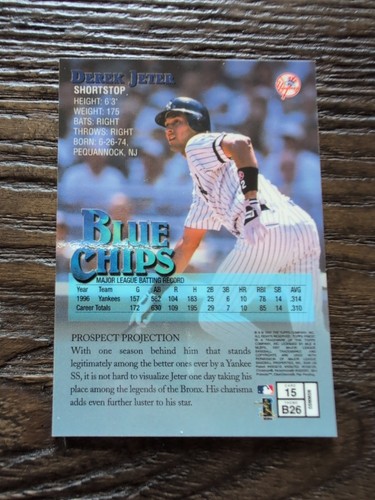 DEREK JETER
SHORTSTOP
HEIGHT: 6'3"
WEIGHT: 175
BATS: RIGHT
THROWS: RIGHT
BORN: 6-26-74,
PEQUANNOCK, NJ
BLUE
CHIPS
MAJOR LEAGUE BATTING RECORD
Year Team G AB R H 2B 3B HR RBI SB AVG
1996 Yankees 157 582 104 183 25 6 10 78 14 .314
Career Totals 172 630 109 195 29 7 10 85 14 .310
PROSPECT PROJECTION
With one season behind him that stands
legitimately among the better ones ever by a Yankee
SS, it is not hard to visualize Jeter one day taking his
place among the legends of the Bronx. His charisma
adds even further luster to his star.
CARD
15
THEME
B26
COMMON